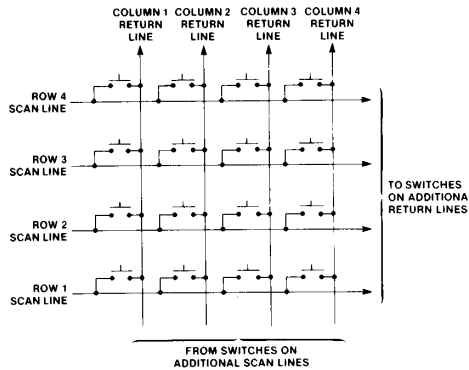 COLUMN 1 COLUMN 2 COLUMN 3 COLUMN 4
RETURN RETURN RETURN RETURN
LINE LINE LINE LINE
ROW 4
SCAN LINE
ROW 3
SCAN LINE
TO SWITCHES
ON ADDITIONA
RETURN LINES
ROW 2
SCAN LINE
ROW 1
SCAN LINE
FROM SWITCHES ON
ADDITIONAL SCAN LINES